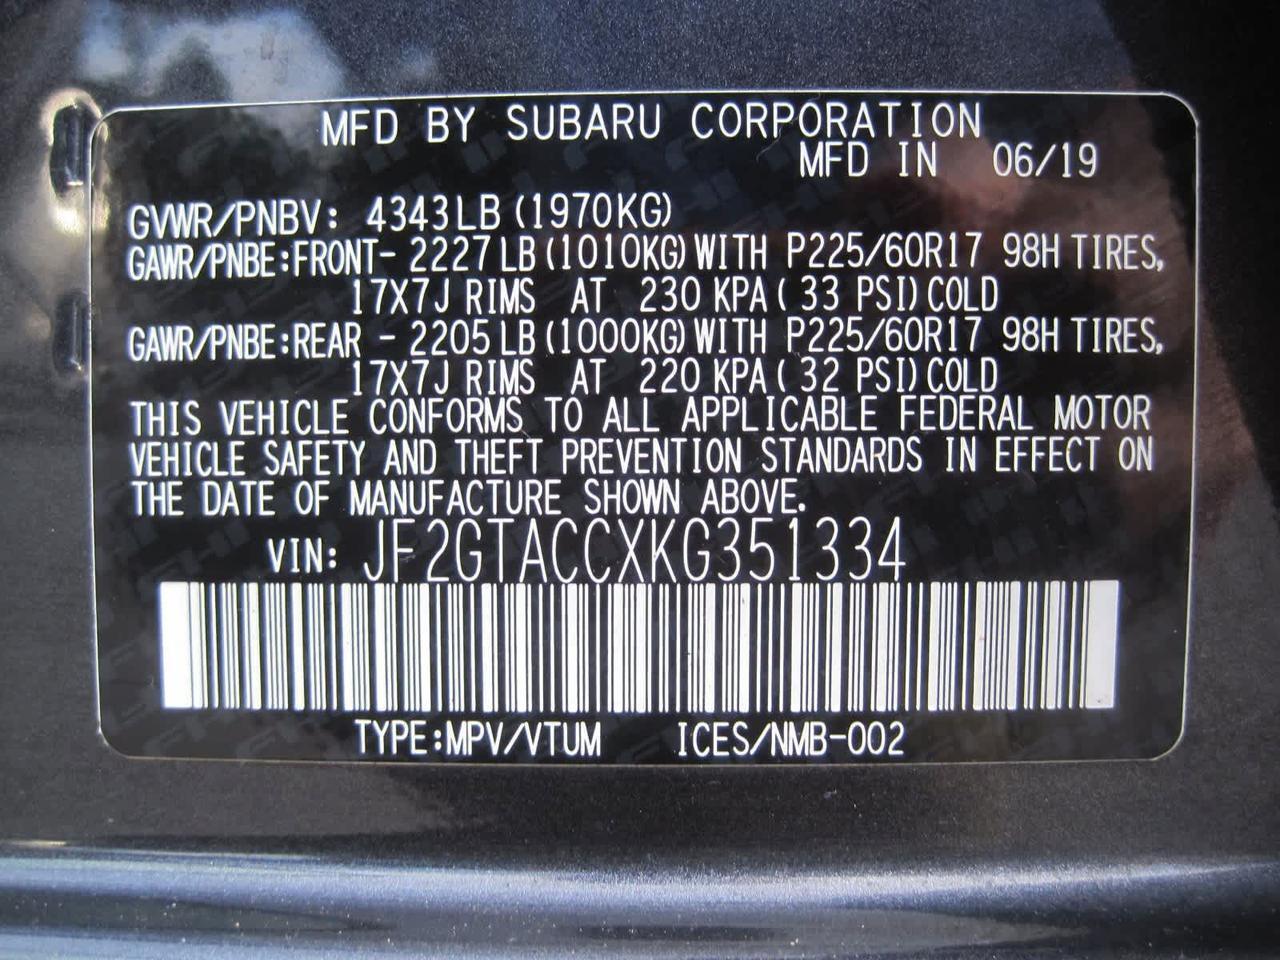 MFD BY SUBARU CORPORATION
MFD IN 06/19
GVWR/PNBV: 4343LB (1970KG)
GAWR/PNBE:FRONT- 2227 LB (1010KG) WITH P225/60R17 98H TIRES,
17X7J RIMS AT 230 KPA ( 33 PSI) COLD
GAWR/PNBE:REAR - 2205 LB (1000KG) WITH P225/60R17 98H TIRES,
17X7J RIMS AT 220 KPA ( 32 PSI) COLD
THIS VEHICLE CONFORMS TO ALL APPLICABLE FEDERAL MOTOR
VEHICLE SAFETY AND THEFT PREVENTION STANDARDS IN EFFECT ON
THE DATE OF MANUFACTURE SHOWN ABOVE.
VIN: JF2GTACCXKG351334
TYPE:MPV/VTUM ICES/NMB-002